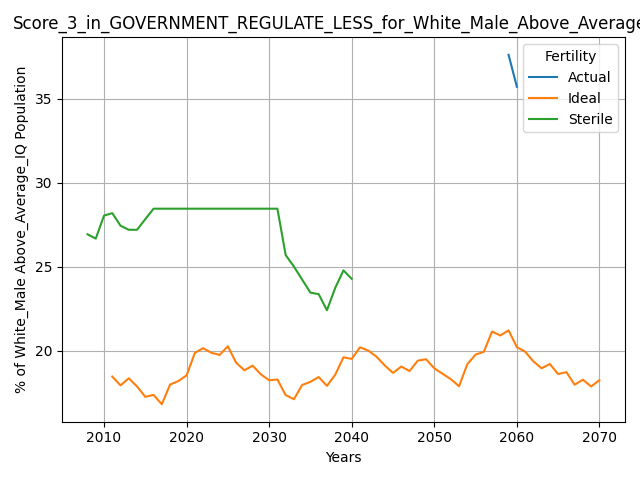 Score_3_in_GOVERNMENT_REGULATE_LESS_for_White_Male_Above_Average
% of White_Male Above_Average_IQ Population
35
30
25
20
2010 2020 2030 2040 2050 2060 2070
Years
Fertility
Actual
Ideal
Sterile